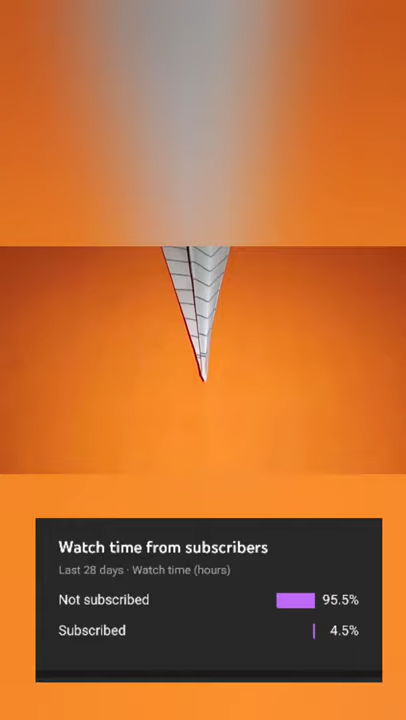 Watch time from subscribers
Last 28 days · Watch time (hours)
Not subscribed 95.5%
Subscribed 4.5%